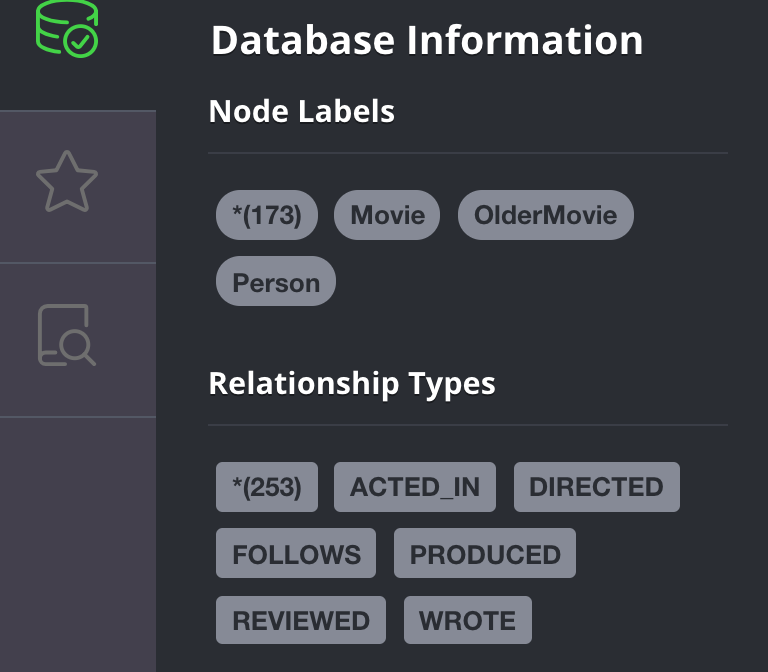 Database Information
Node Labels
*(173) Movie OlderMovie
Person
Relationship Types
*(253) ACTED_IN DIRECTED
FOLLOWS PRODUCED
REVIEWED WROTE